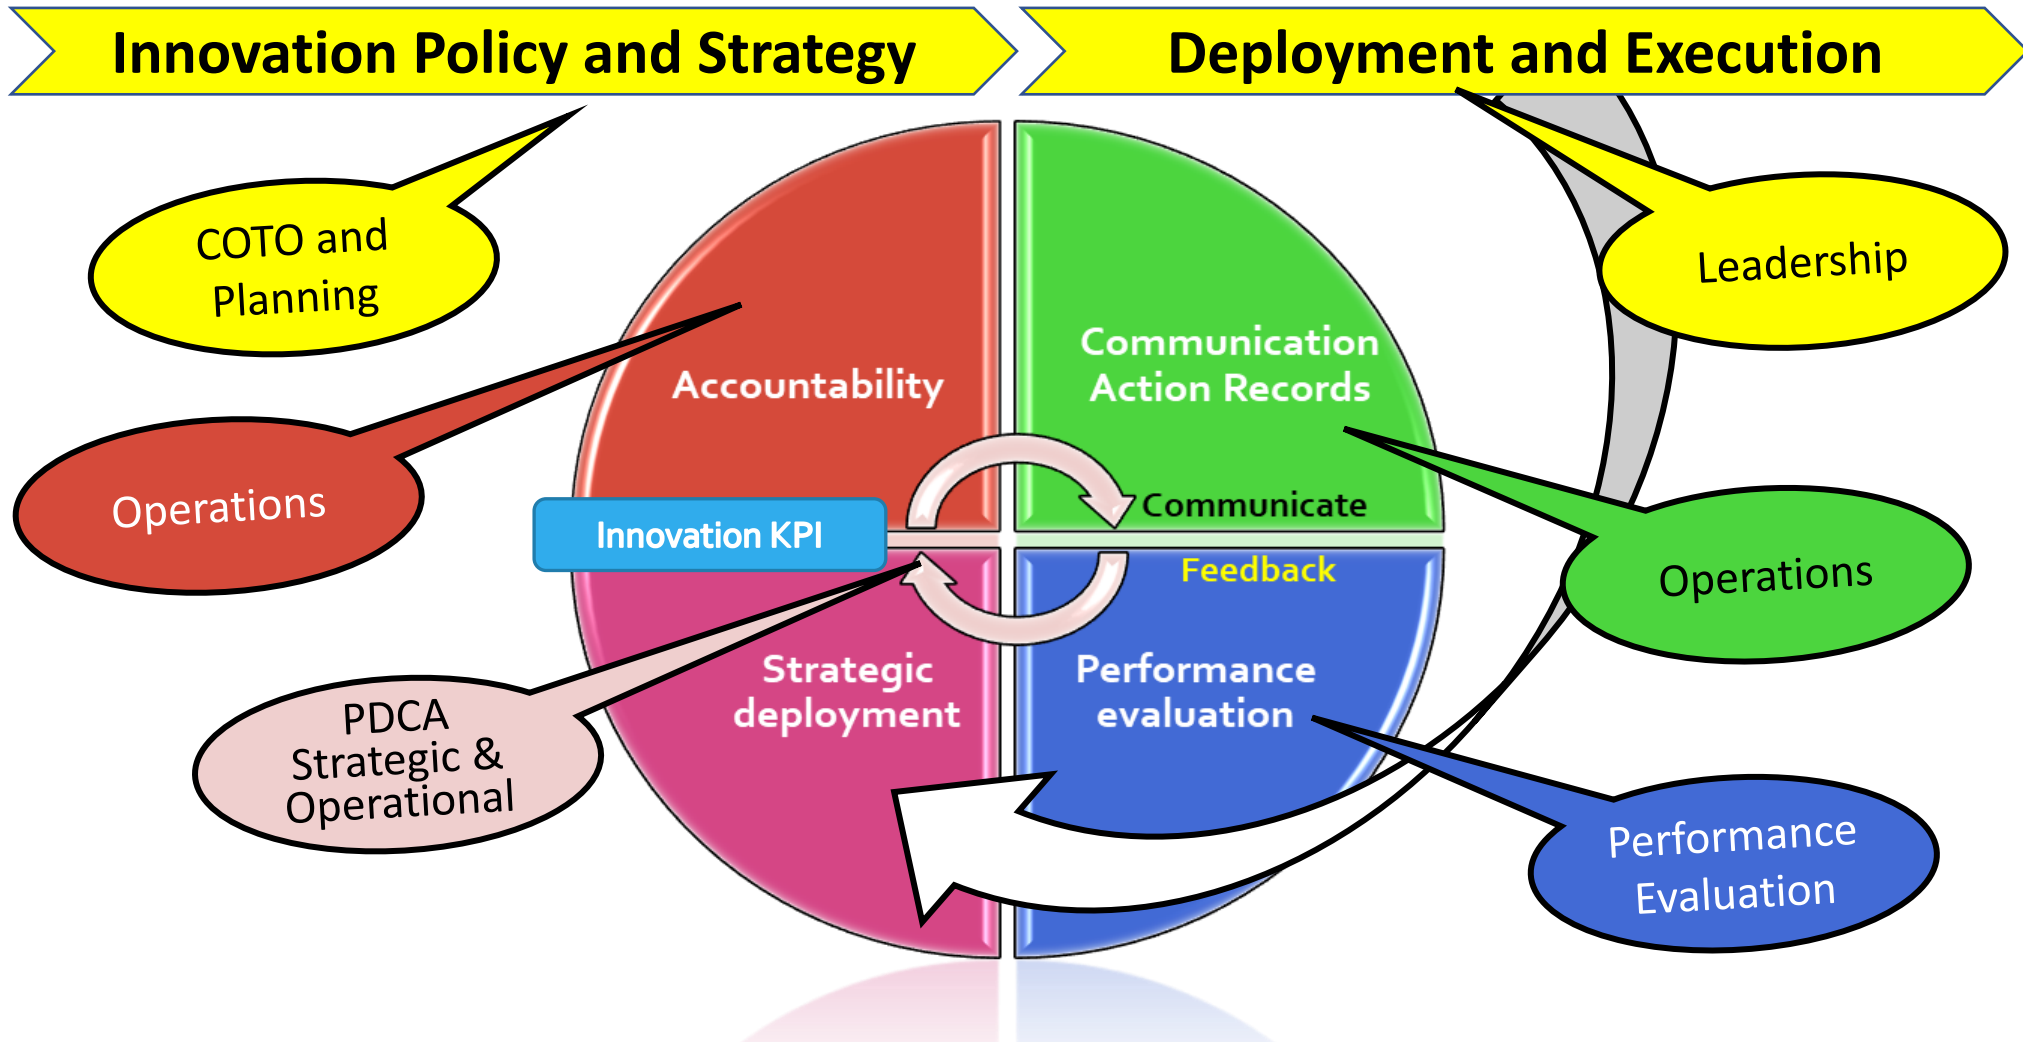 Innovation Policy and Strategy
Deployment and Execution
COTO and
Planning
Leadership
Accountability
Communication
Action Records
Operations
Communicate
Innovation KPI
Feedback
Operations
Strategic
deployment
Performance
evaluation
PDCA
Strategic &
Operational
Performance
Evaluation